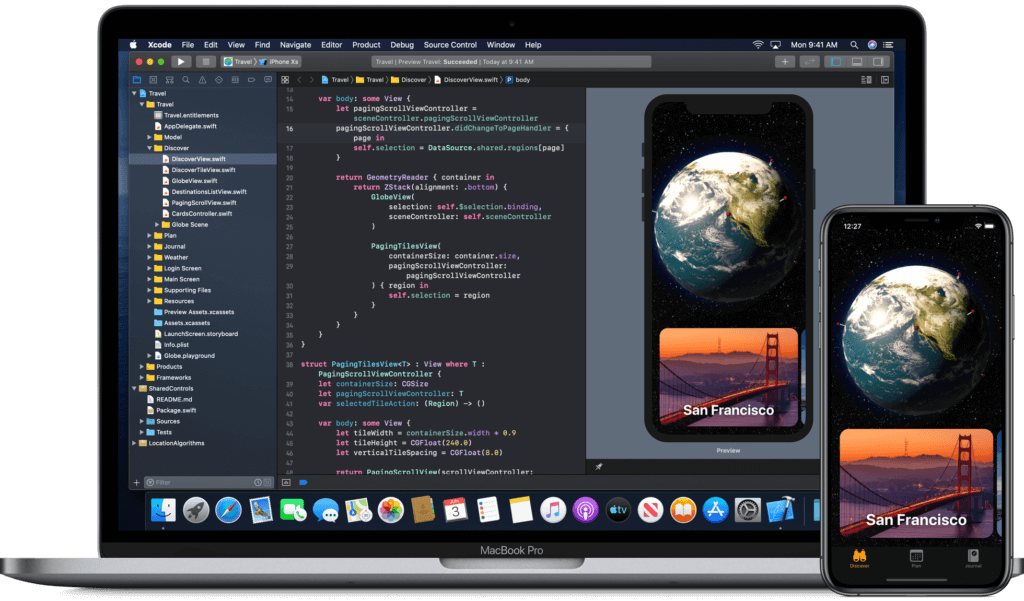 Xcode File Edit View Find Navigate Editor Product Debug Source Control Window Help
Mon 9:41 AM
Travel iPhone Xs
Travel | Preview Travel: Succeeded | Today at 9:41 AM
Travel Travel Discover DiscoverView.swift P body
Travel
Travel
Travel.entitlements
AppDelegate.swift
Model
Discover
DiscoverView.swift
DiscoverTileView.swift
GlobeView.swift
DestinationsListView.swift
PagingScrollView.swift
CardsController.swift
Globe Scene
Plan
Journal
Weather
Login Screen
Main Screen
Supporting Files
Resources
Preview Assets.xcassets
Assets.xcassets
LaunchScreen.storyboard
Info.plist
Globe.playground
Products
Frameworks
SharedControls
README.md
Package.swift
Sources
Tests
LocationAlgorithms
Filter
14 var body: some View {
15 let pagingScrollViewController =
sceneController.pagingScrollViewController
16 pagingScrollViewController.didChangeToPageHandler = {
page in
17 self.selection = DataSource.shared.regions[page]
18 }
19
20 return GeometryReader { container in
21 return ZStack(alignment: .bottom) {
22 GlobeView(
23 selection: self.$selection.binding,
24 sceneController: self.sceneController
25 )
26
27 PagingTilesView(
28 containerSize: container.size,
29 pagingScrollViewController:
pagingScrollViewController
30 ) { region in
31 self.selection = region
32 }
33 }
34 }
35 }
36 }
37
38 struct PagingTilesView<T> : View where T :
PagingScrollViewController {
39 let containerSize: CGSize
40 let pagingScrollViewController: T
41 var selectedTileAction: (Region) -> ()
42
43 var body: some View {
44 let tileWidth = containerSize.width * 0.9
45 let tileHeight = CGFloat(240.0)
46 let verticalTileSpacing = CGFloat(8.0)
47
48 return PagingScrollView(scrollViewController:
San Francisco
Preview
JUN
3
tv
MacBook Pro
12:27
San Francisco
Discover Plan Journal